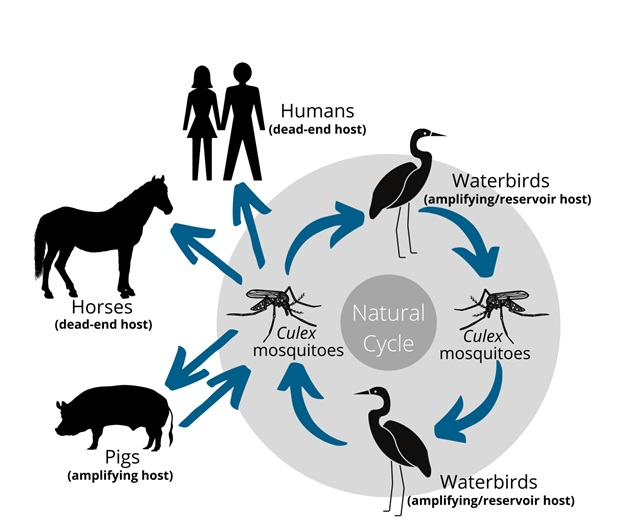 Humans
(dead-end host)
Waterbirds
(amplifying/reservoir host)
Horses
(dead-end host)
Natural
Cycle
Culex
mosquitoes
Culex
mosquitoes
Pigs
(amplifying host)
Waterbirds
(amplifying/reservoir host)